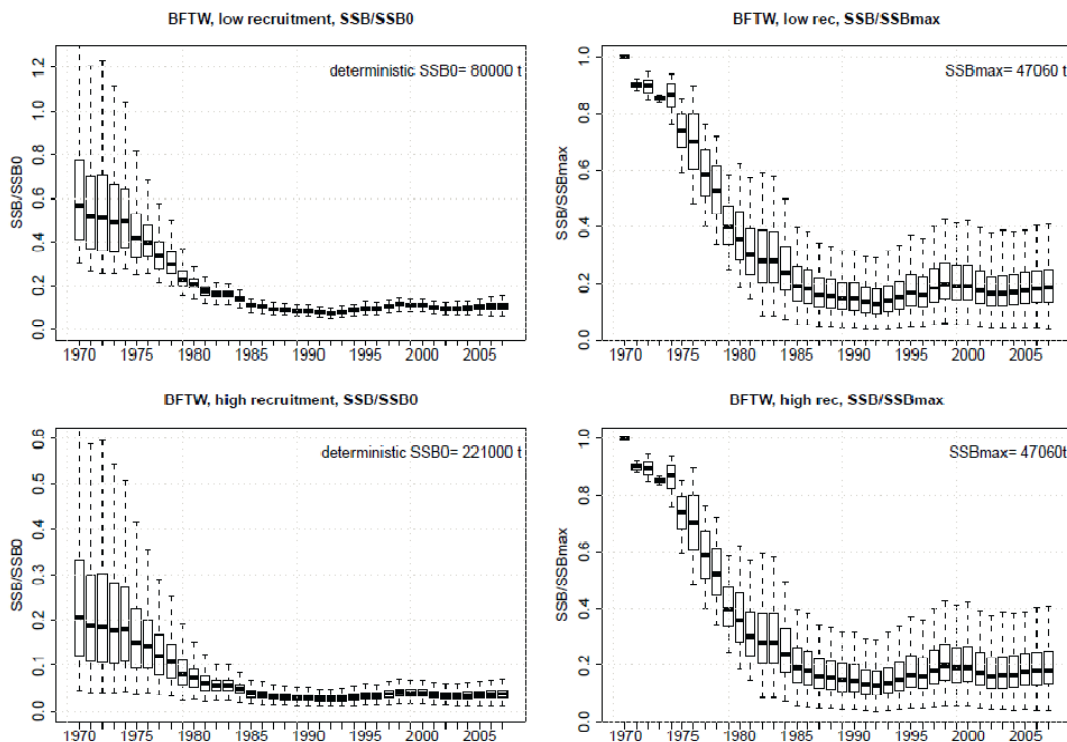 BFTW, low recruitment, SSB/SSB0
deterministic SSB0= 80000 t
SSB/SSB0
0.0 0.2 0.4 0.6 0.8 1.0 1.2
1970 1975 1980 1985 1990 1995 2000 2005
BFTW, low rec, SSB/SSBmax
SSBmax= 47060 t
SSB/SSBmax
0.0 0.2 0.4 0.6 0.8 1.0
1970 1975 1980 1985 1990 1995 2000 2005
BFTW, high recruitment, SSB/SSB0
deterministic SSB0= 221000 t
SSB/SSB0
0.0 0.1 0.2 0.3 0.4 0.5 0.6
1970 1975 1980 1985 1990 1995 2000 2005
BFTW, high rec, SSB/SSBmax
SSBmax= 47060t
SSB/SSBmax
0.0 0.2 0.4 0.6 0.8 1.0
1970 1975 1980 1985 1990 1995 2000 2005